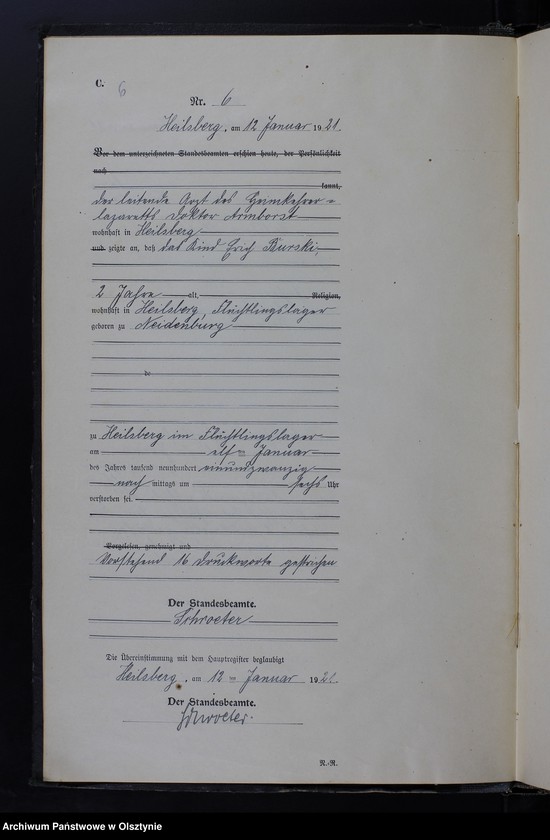 C.
6
Nr. 6
Heilsberg, am 12 Januar 1921.
Vor dem unterzeichneten Standesbeamten erschien heute, der Persönlichkeit
nach
kannt,
der leitende Arzt des Heimkehrer-
lazaretts Doktor Armborst
wohnhaft in Heilsberg
und zeigte an, daß das Kind Erich Burski,
2 Jahre alt, Religion,
wohnhaft in Heilsberg, Flüchtlingslager
geboren zu Neidenburg
de
zu Heilsberg im Flüchtlingslager
am elf Januar
des Jahres tausend neunhundert einundzwanzig
nach mittags um sechs Uhr
verstorben sei.
Vorgelesen, genehmigt und
Vorstehend 16 Druckworte gestrichen
Der Standesbeamte.
Schroeter
Die Übereinstimmung mit dem Hauptregister beglaubigt
Heilsberg, am 12 Januar 1921.
Der Standesbeamte.
Schroeter.
N.-R.
Archiwum Państwowe w Olsztynie